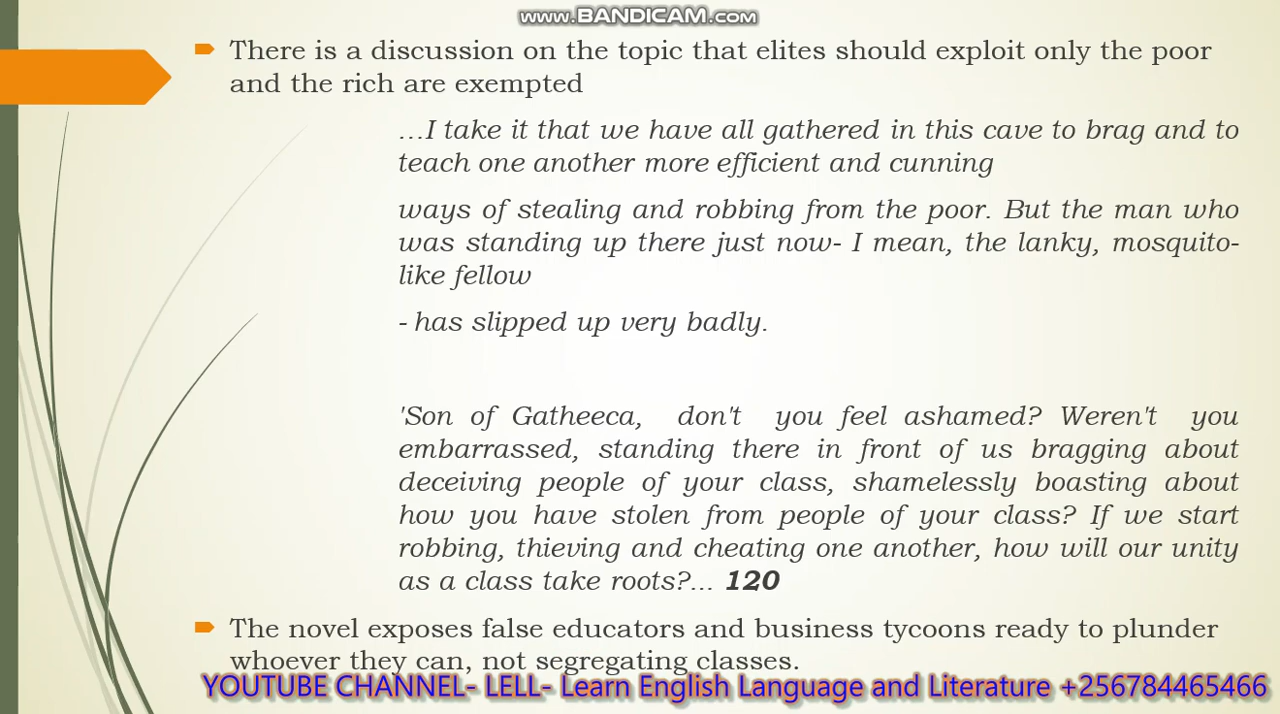 www.BANDICAM.com
There is a discussion on the topic that elites should exploit only the poor
and the rich are exempted
…I take it that we have all gathered in this cave to brag and to
teach one another more efficient and cunning
ways of stealing and robbing from the poor. But the man who
was standing up there just now- I mean, the lanky, mosquito-
like fellow
- has slipped up very badly.
'Son of Gatheeca, don't you feel ashamed? Weren't you
embarrassed, standing there in front of us bragging about
deceiving people of your class, shamelessly boasting about
how you have stolen from people of your class? If we start
robbing, thieving and cheating one another, how will our unity
as a class take roots?... 120
The novel exposes false educators and business tycoons ready to plunder
whoever they can, not segregating classes.
YOUTUBE CHANNEL- LELL- Learn English Language and Literature +256784465466